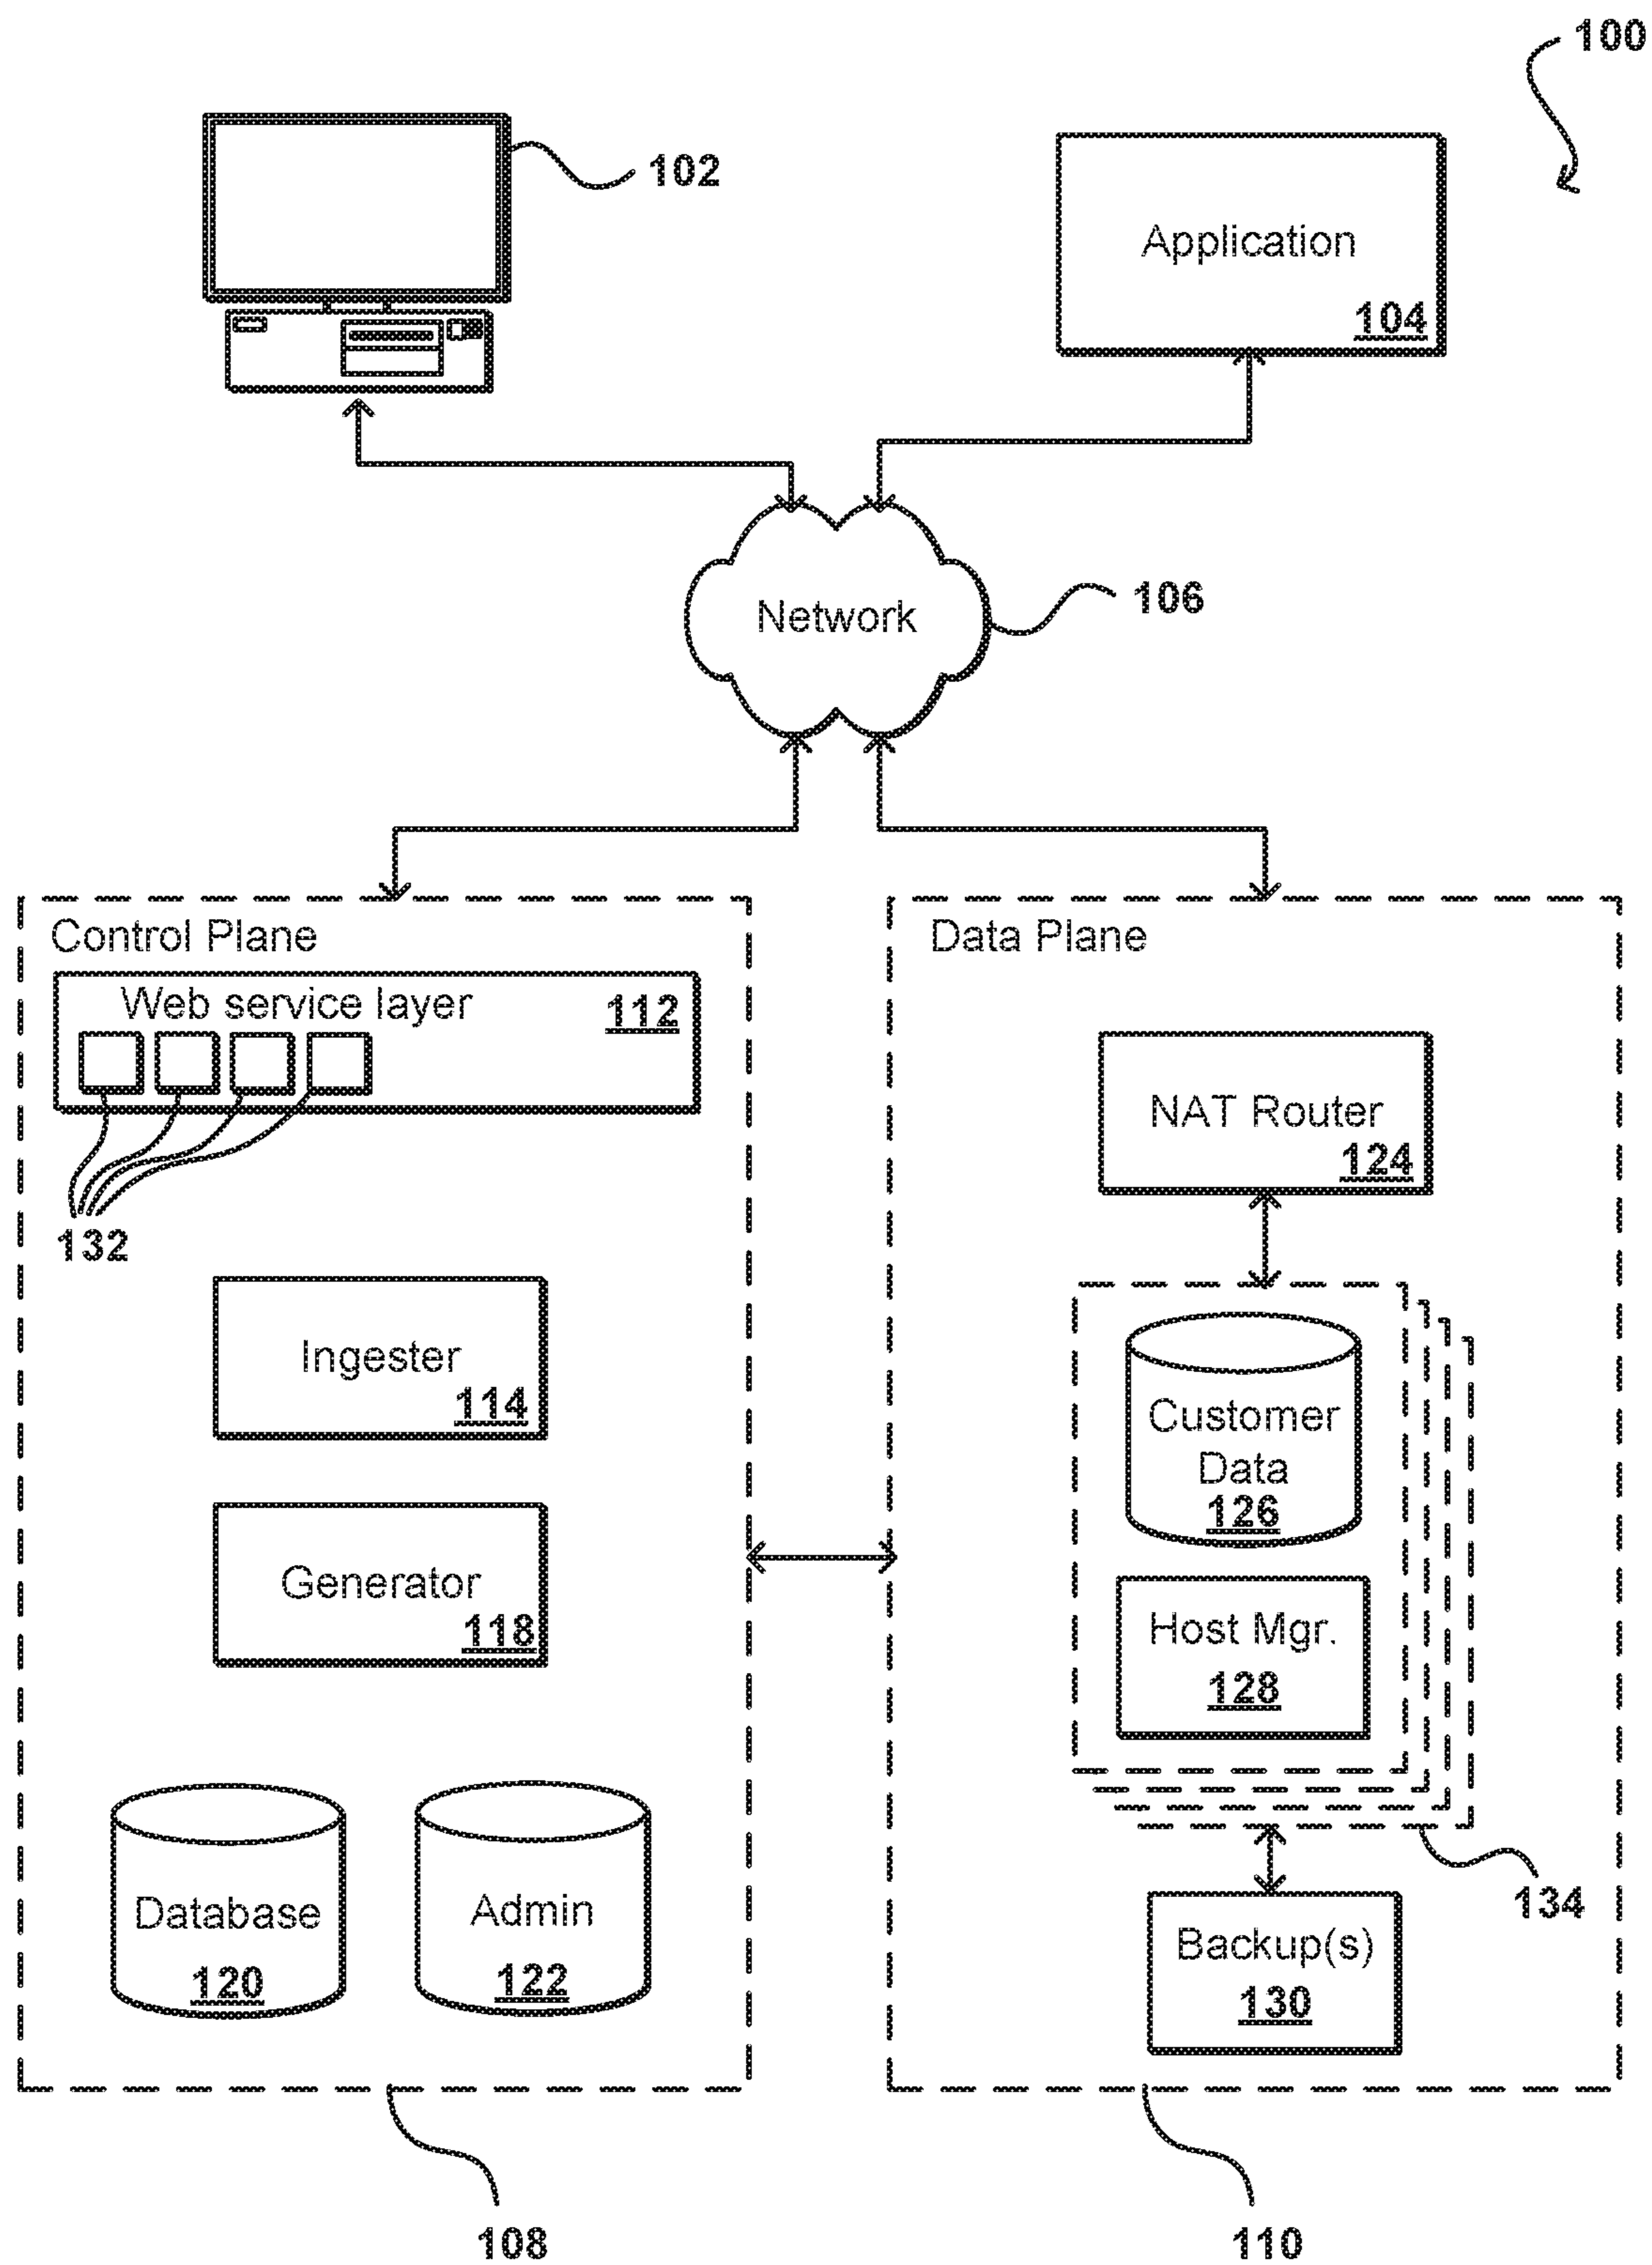 100
102
Application
104
Network
106
Control Plane
Web service layer
112
132
Ingester
114
Generator
118
Database
120
Admin
122
108
Data Plane
NAT Router
124
Customer
Data
126
Host Mgr.
128
134
Backup(s)
130
110